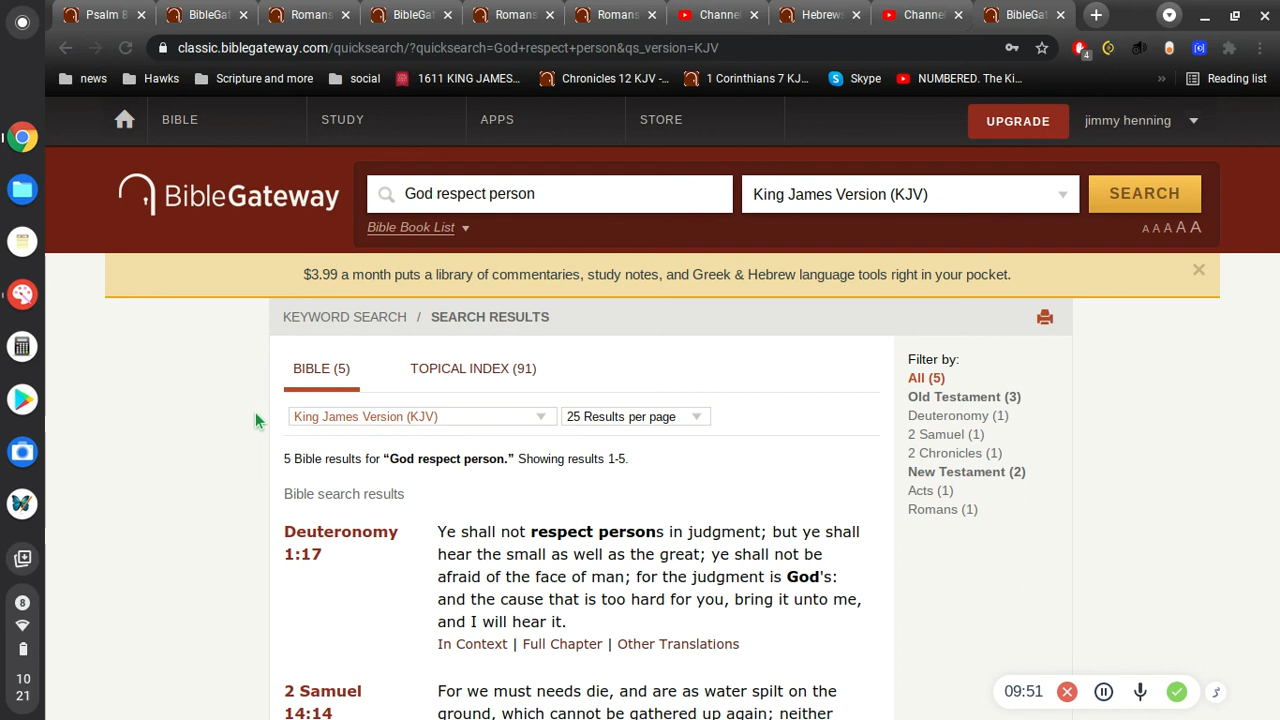 Psalm 8
BibleGat
Romans
BibleGat
Romans
Romans
Channel
Hebrews
Channel
BibleGat
classic.biblegateway.com/quicksearch/?quicksearch=God+respect+person&qs_version=KJV
4
news
Hawks
Scripture and more
social
1611 KING JAMES...
Chronicles 12 KJV -...
1 Corinthians 7 KJ...
Skype
NUMBERED. The Ki...
»
Reading list
BIBLE
STUDY
APPS
STORE
UPGRADE
jimmy henning
BibleGateway
God respect person
King James Version (KJV)
SEARCH
Bible Book List
A A A A A
$3.99 a month puts a library of commentaries, study notes, and Greek & Hebrew language tools right in your pocket.
KEYWORD SEARCH / SEARCH RESULTS
BIBLE (5)
TOPICAL INDEX (91)
King James Version (KJV)
25 Results per page
5 Bible results for “God respect person.” Showing results 1-5.
Bible search results
Deuteronomy
1:17
Ye shall not respect persons in judgment; but ye shall
hear the small as well as the great; ye shall not be
afraid of the face of man; for the judgment is God's:
and the cause that is too hard for you, bring it unto me,
and I will hear it.
In Context | Full Chapter | Other Translations
2 Samuel
14:14
For we must needs die, and are as water spilt on the
ground, which cannot be gathered up again; neither
Filter by:
All (5)
Old Testament (3)
Deuteronomy (1)
2 Samuel (1)
2 Chronicles (1)
New Testament (2)
Acts (1)
Romans (1)
09:51
8
10
21